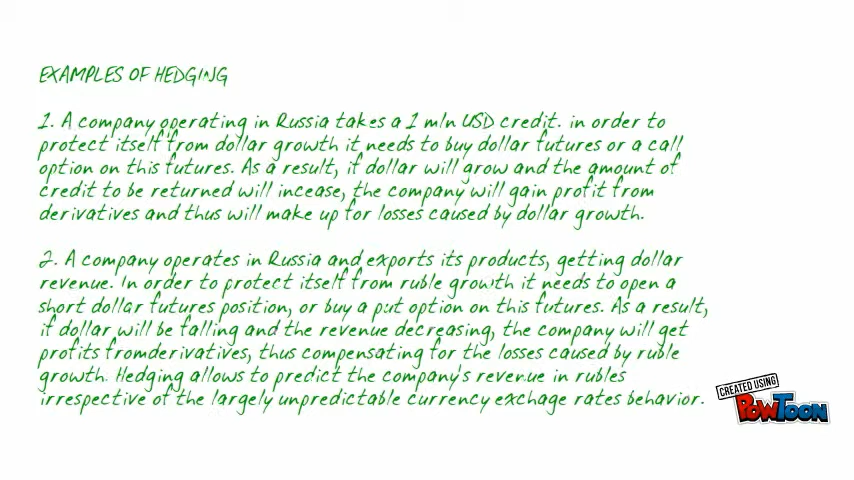 EXAMPLES OF HEDGING
1. A company operating in Russia takes a 1 mln USD credit. in order to
protect itself from dollar growth it needs to buy dollar futures or a call
option on this futures. As a result, if dollar will grow and the amount of
credit to be returned will incease, the company will gain profit from
derivatives and thus will make up for losses caused by dollar growth.
2. A company operates in Russia and exports its products, getting dollar
revenue. In order to protect itself from ruble growth it needs to open a
short dollar futures position, or buy a put option on this futures. As a result,
if dollar will be falling and the revenue decreasing, the company will get
profits fromderivatives, thus compensating for the losses caused by ruble
growth. Hedging allows to predict the company's revenue in rubles
irrespective of the largely unpredictable currency exchage rates behavior.
CREATED USING
POWTOON